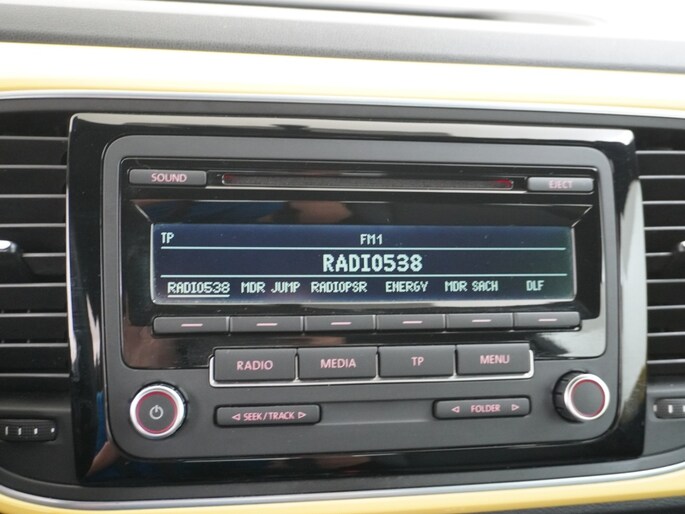 SOUND EJECT
TP FM1
RADIO538
RADIO538 MDR JUMP RADIOPSR ENERGY MDR SACH DLF
RADIO MEDIA TP MENU
◁ SEEK / TRACK ▷ ◁ FOLDER ▷